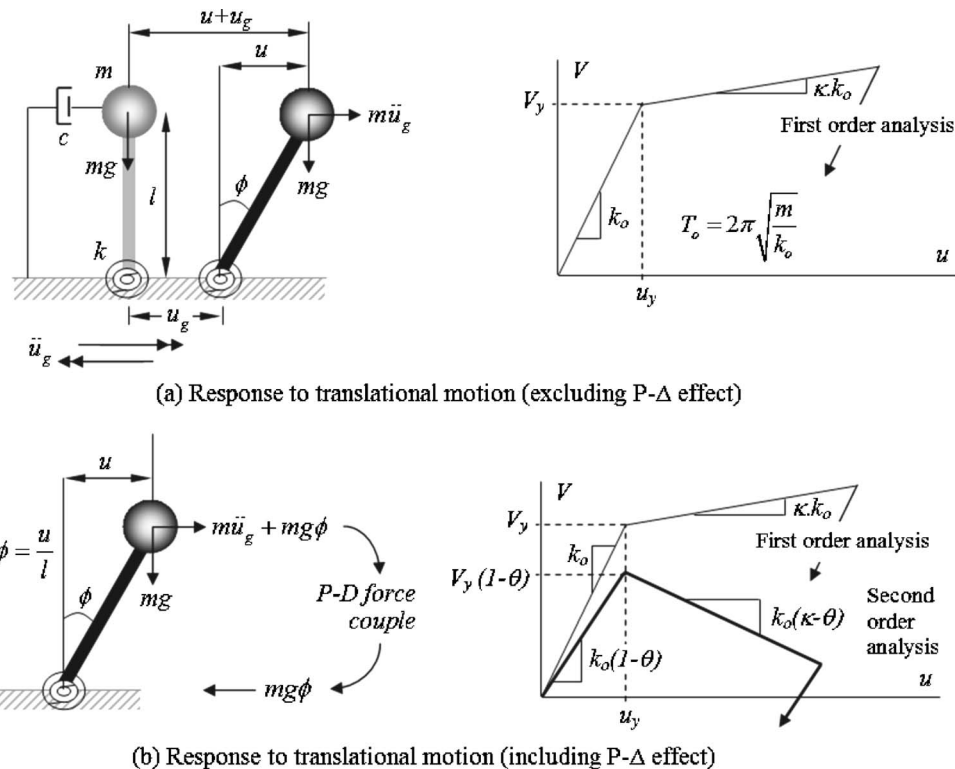 u+u_g
u
m
c
mg
l
k
ϕ
mü_g
mg
u_g
ü_g
V
V_y
κ.k_o
First order analysis
k_o
T_o = 2π√(m/k_o)
u
u_y
(a) Response to translational motion (excluding P-Δ effect)
u
ϕ = u/l
ϕ
mg
mü_g + mgϕ
P-D force
couple
mgϕ
V
V_y
κ.k_o
k_o
First order analysis
V_y (1-θ)
Second
order
analysis
k_o(κ-θ)
k_o(1-θ)
u
u_y
(b) Response to translational motion (including P-Δ effect)